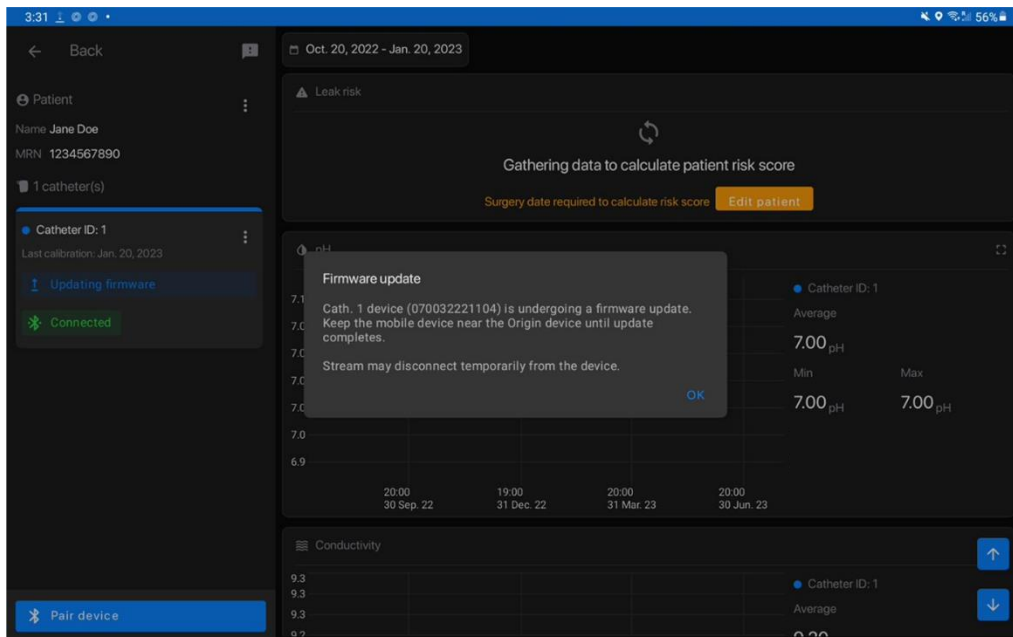 3:31
56%
Back
Oct. 20, 2022 - Jan. 20, 2023
Patient
Name Jane Doe
MRN 1234567890
1 catheter(s)
Catheter ID: 1
Last calibration: Jan. 20, 2023
Updating firmware
Connected
Pair device
Leak risk
Gathering data to calculate patient risk score
Surgery date required to calculate risk score Edit patient
pH
Firmware update
Cath. 1 device (070032221104) is undergoing a firmware update.
Keep the mobile device near the Origin device until update
completes.
Stream may disconnect temporarily from the device.
OK
7.1
7.0
7.0
7.0
7.0
7.0
6.9
20:00 19:00 20:00 20:00
30 Sep. 22 31 Dec. 22 31 Mar. 23 30 Jun. 23
Catheter ID: 1
Average
7.00 pH
Min Max
7.00 pH 7.00 pH
Conductivity
9.3
9.3
9.3
9.2
Catheter ID: 1
Average